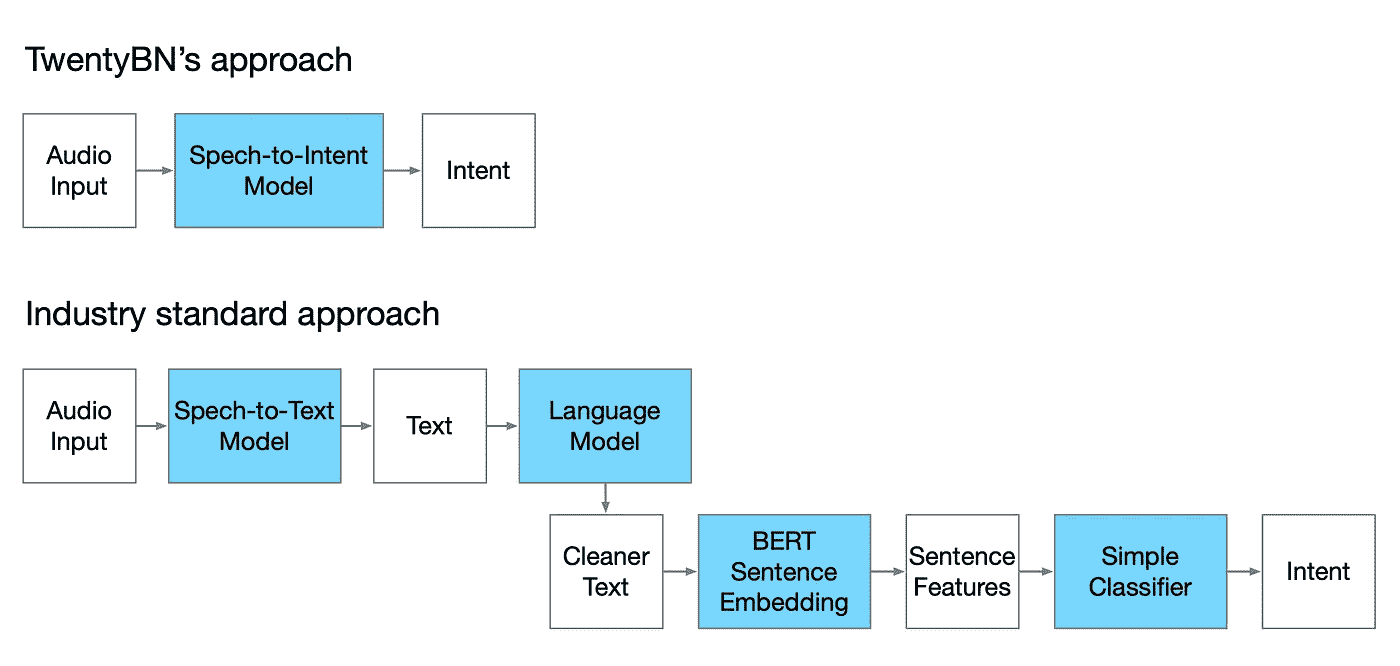 TwentyBN’s approach
Audio
Input
Spech-to-Intent
Model
Intent
Industry standard approach
Audio
Input
Spech-to-Text
Model
Text
Language
Model
Cleaner
Text
BERT
Sentence
Embedding
Sentence
Features
Simple
Classifier
Intent